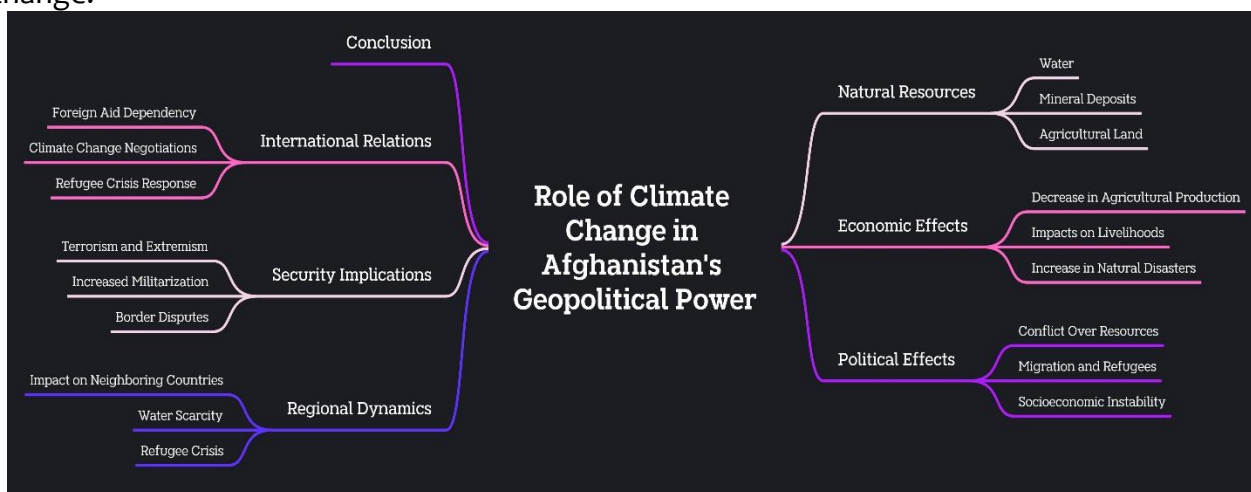 change.
Conclusion
Foreign Aid Dependency
Climate Change Negotiations
Refugee Crisis Response
International Relations
Terrorism and Extremism
Increased Militarization
Border Disputes
Security Implications
Impact on Neighboring Countries
Water Scarcity
Refugee Crisis
Regional Dynamics
Role of Climate
Change in
Afghanistan's
Geopolitical Power
Natural Resources
Water
Mineral Deposits
Agricultural Land
Economic Effects
Decrease in Agricultural Production
Impacts on Livelihoods
Increase in Natural Disasters
Political Effects
Conflict Over Resources
Migration and Refugees
Socioeconomic Instability